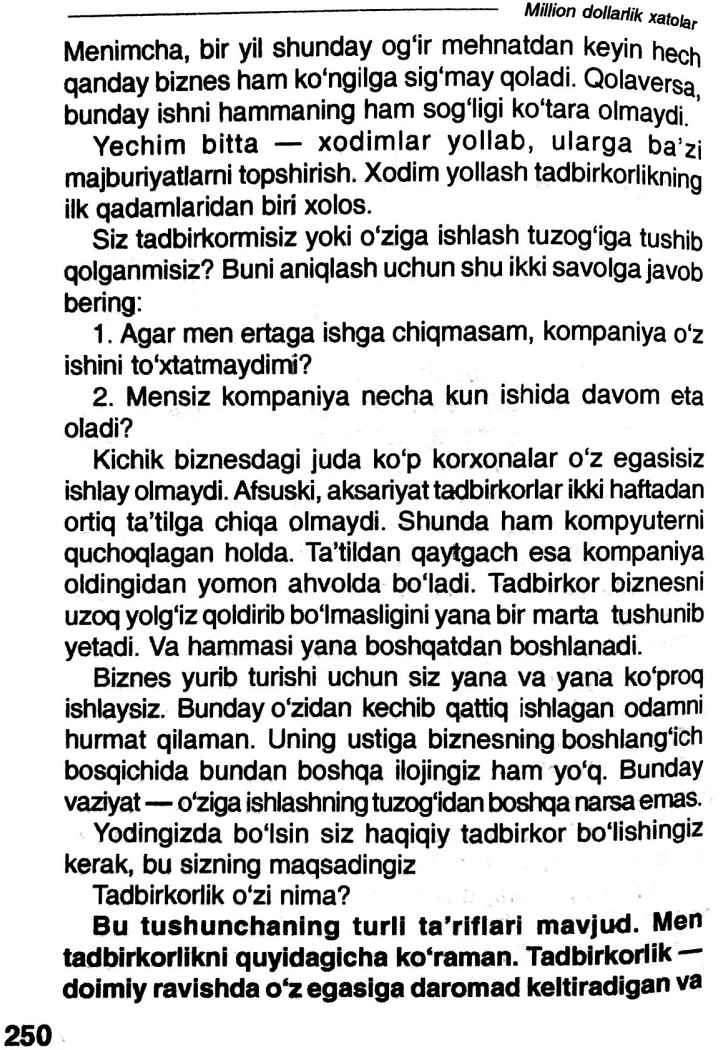 Million dollarlik xatolar
Menimcha, bir yil shunday og‘ir mehnatdan keyin hech
qanday biznes ham ko‘ngilga sig‘may qoladi. Qolaversa,
bunday ishni hammaning ham sog‘ligi ko‘tara olmaydi.
Yechim bitta — xodimlar yollab, ularga ba’zi
majburiyatlarni topshirish. Xodim yollash tadbirkorlikning
ilk qadamlaridan biri xolos.
Siz tadbirkormisiz yoki o‘ziga ishlash tuzog‘iga tushib
qolganmisiz? Buni aniqlash uchun shu ikki savolga javob
bering:
1. Agar men ertaga ishga chiqmasam, kompaniya o‘z
ishini to‘xtatmaydimi?
2. Mensiz kompaniya necha kun ishida davom eta
oladi?
Kichik biznesdagi juda ko‘p korxonalar o‘z egasisiz
ishlay olmaydi. Afsuski, aksariyat tadbirkorlar ikki haftadan
ortiq ta’tilga chiqa olmaydi. Shunda ham kompyuterni
quchoqlagan holda. Ta’tildan qaytgach esa kompaniya
oldingidan yomon ahvolda bo‘ladi. Tadbirkor biznesni
uzoq yolg‘iz qoldirib bo‘lmasligini yana bir marta tushunib
yetadi. Va hammasi yana boshqatdan boshlanadi.
Biznes yurib turishi uchun siz yana va yana ko‘proq
ishlaysiz. Bunday o‘zidan kechib qattiq ishlagan odamni
hurmat qilaman. Uning ustiga biznesning boshlang‘ich
bosqichida bundan boshqa ilojingiz ham yo‘q. Bunday
vaziyat — o‘ziga ishlashning tuzog‘idan boshqa narsa emas.
Yodingizda bo‘lsin siz haqiqiy tadbirkor bo‘lishingiz
kerak, bu sizning maqsadingiz
Tadbirkorlik o‘zi nima?
Bu tushunchaning turli ta’riflari mavjud. Men
tadbirkorlikni quyidagicha ko‘raman. Tadbirkorlik —
doimiy ravishda o‘z egasiga daromad keltiradigan va
250